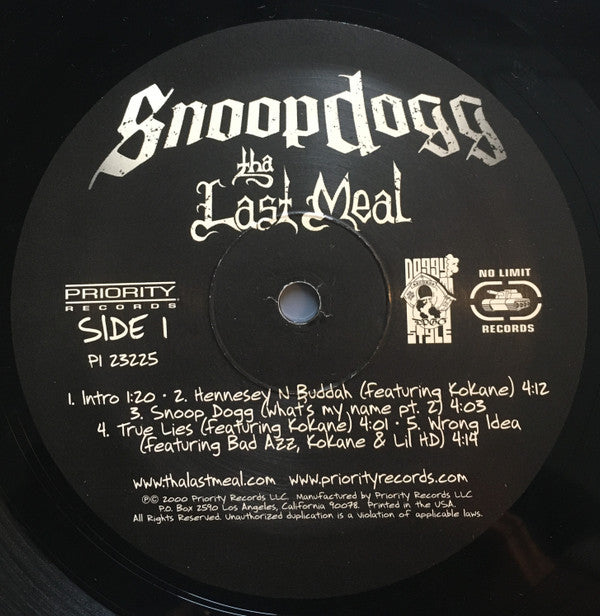 Snoop Dogg
tha
Last Meal
PRIORITY
RECORDS
SIDE 1
P1 23225
DOGGY
STYLE
NO LIMIT
RECORDS
1. Intro 1:20 • 2. Hennesey N Buddah (featuring Kokane) 4:12
3. Snoop Dogg (what's my name pt. 2) 4:03
4. True Lies (featuring Kokane) 4:01 • 5. Wrong Idea
(featuring Bad Azz, Kokane & Lil HD) 4:14
www.thalastmeal.com www.priorityrecords.com
℗© 2000 Priority Records LLC. Manufactured by Priority Records LLC
P.O. Box 2590 Los Angeles, California 90078. Printed in the USA.
All Rights Reserved. Unauthorized duplication is a violation of applicable laws.